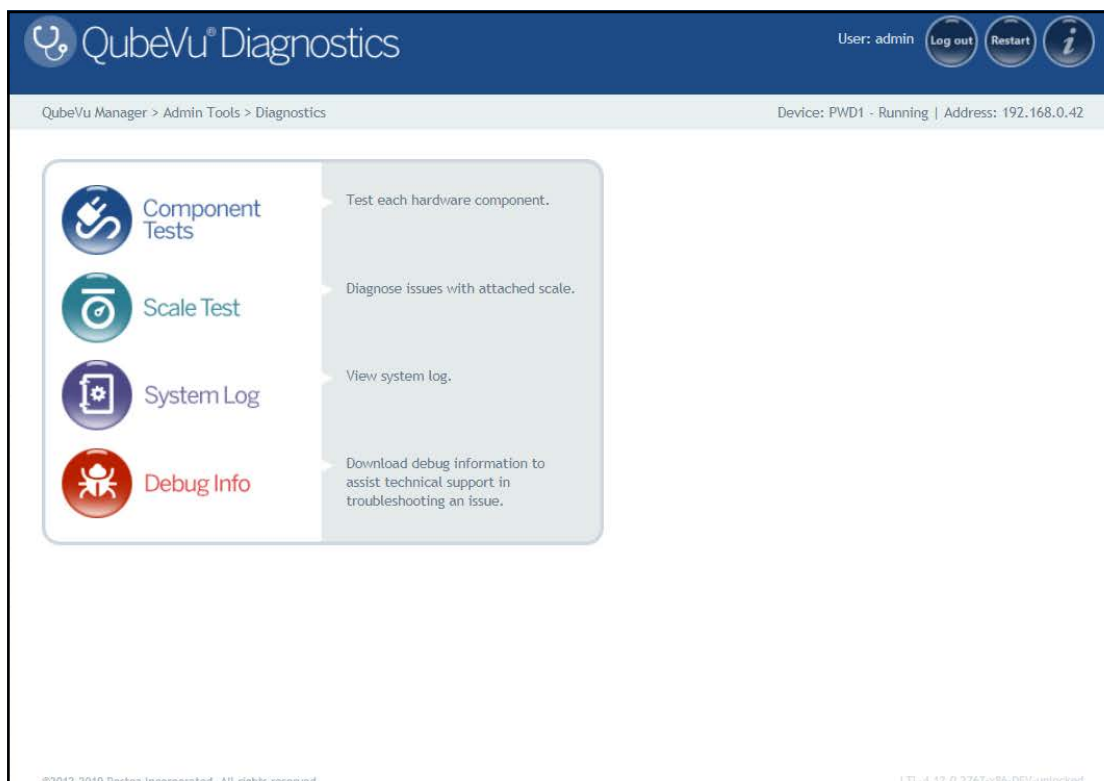 QubeVu® Diagnostics
User: admin
Log out
Restart
i
QubeVu Manager > Admin Tools > Diagnostics
Device: PWD1 - Running | Address: 192.168.0.42
Component
Tests
Test each hardware component.
Scale Test
Diagnose issues with attached scale.
System Log
View system log.
Debug Info
Download debug information to
assist technical support in
troubleshooting an issue.